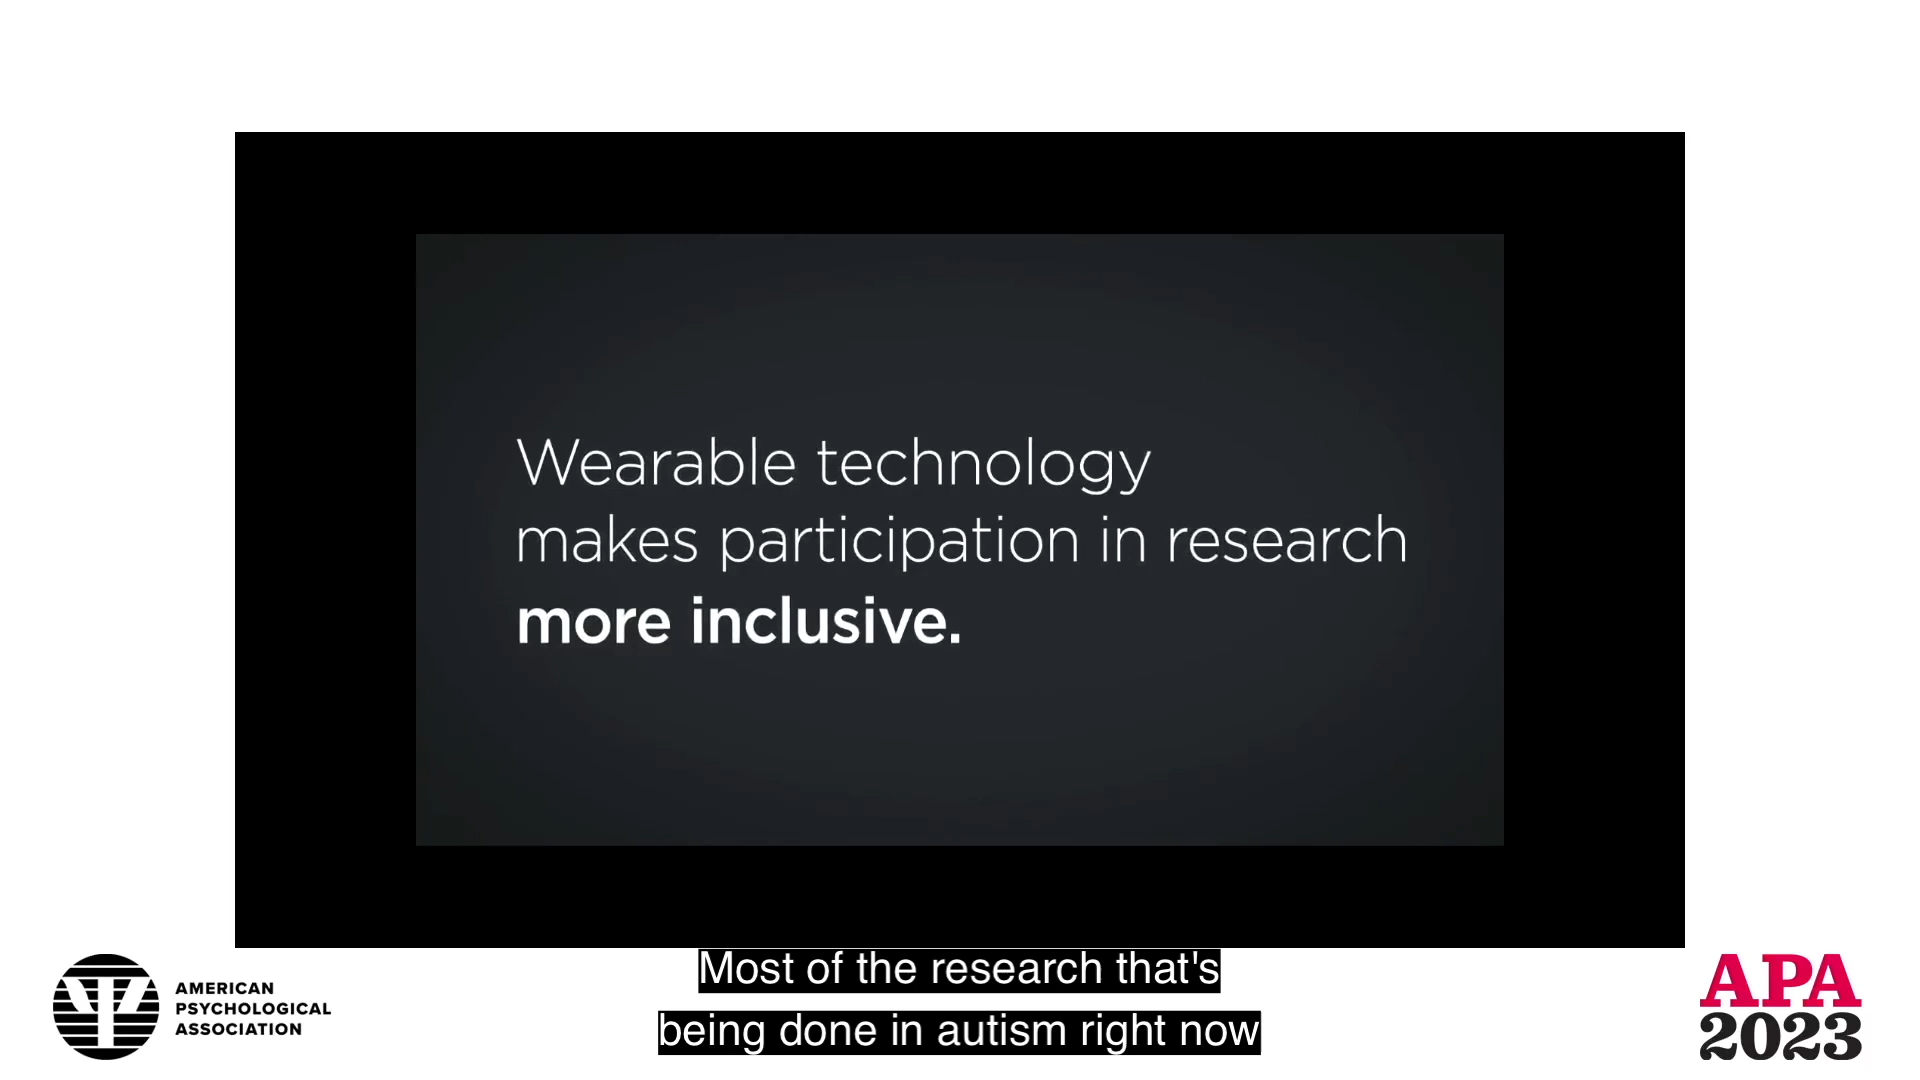 Wearable technology
makes participation in research
more inclusive.
Most of the research that's
being done in autism right now
AMERICAN
PSYCHOLOGICAL
ASSOCIATION
APA
2023